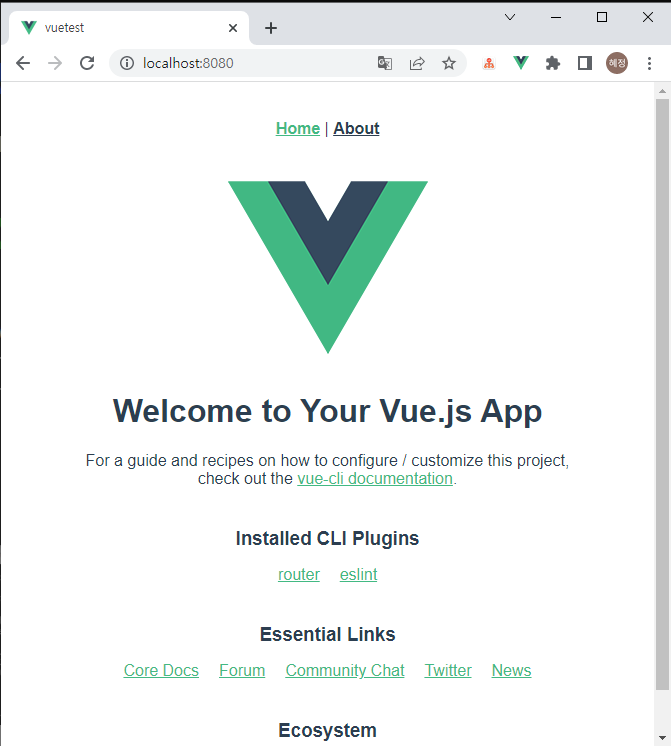 vuetest
localhost:8080
혜정
Home | About
Welcome to Your Vue.js App
For a guide and recipes on how to configure / customize this project,
check out the vue-cli documentation.
Installed CLI Plugins
router eslint
Essential Links
Core Docs Forum Community Chat Twitter News
Ecosystem